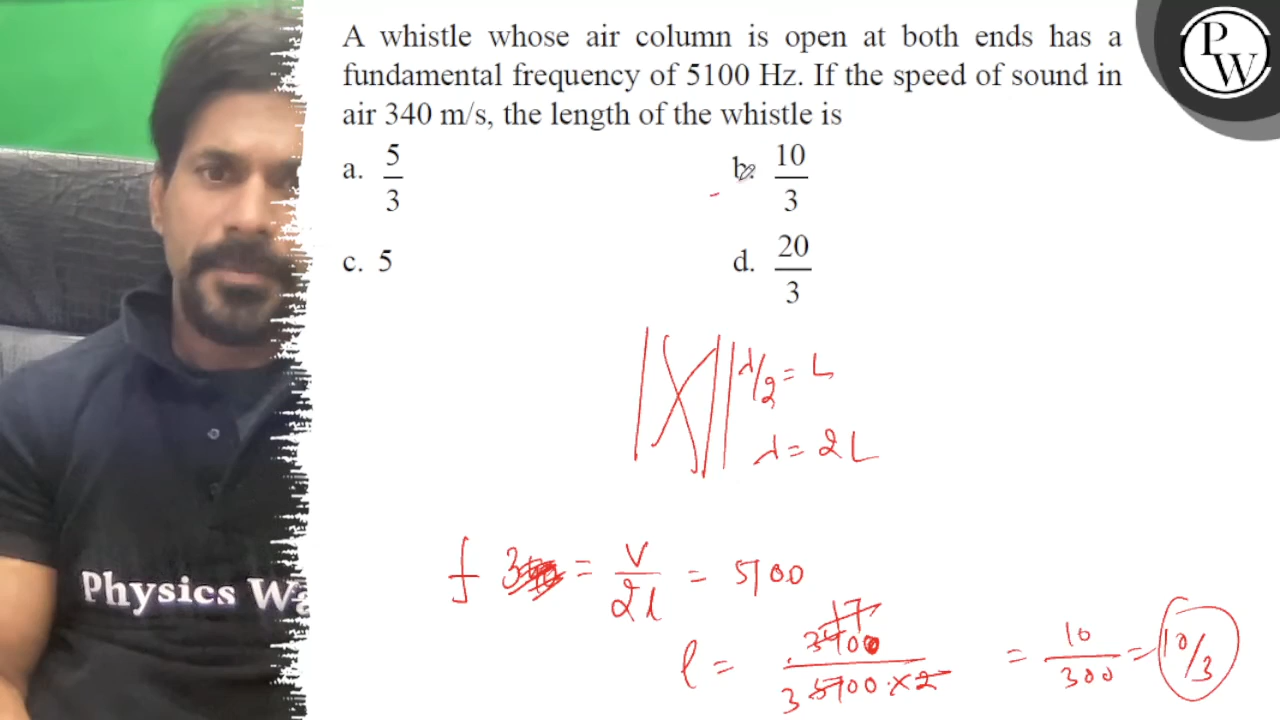 A whistle whose air column is open at both ends has a
fundamental frequency of 5100 Hz. If the speed of sound in
air 340 m/s, the length of the whistle is
a. 5/3
b. 10/3
c. 5
d. 20/3
λ/2 = L
λ = 2L
f = V/2l = 5100
l = 3400/5100×2 = 10/300 = 10/3
Physics Wa
PW